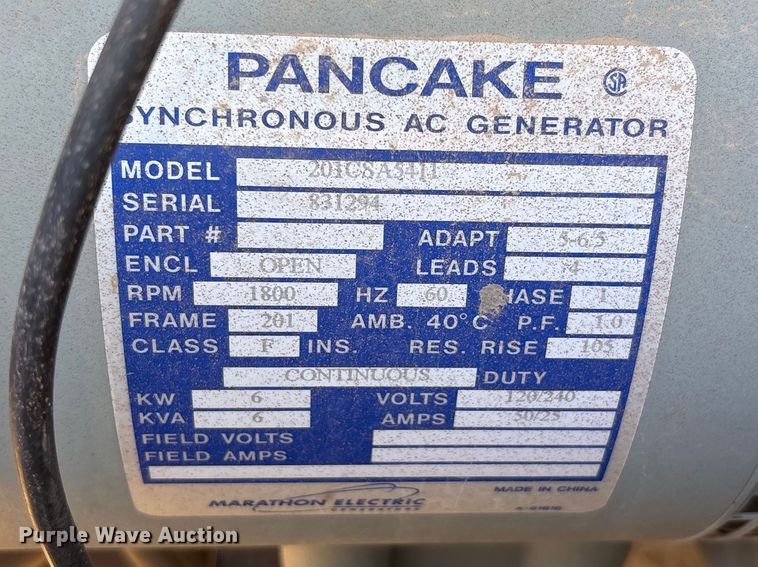 PANCAKE SA
SYNCHRONOUS AC GENERATOR
MODEL 201CSA5411
SERIAL 831294
PART # ADAPT 5-6.5
ENCL OPEN LEADS 4
RPM 1800 HZ 60 HASE 1
FRAME 201 AMB. 40°C P.F. 1.0
CLASS F INS. RES. RISE 105
CONTINUOUS DUTY
KW 6 VOLTS 120/240
KVA 6 AMPS 50/25
FIELD VOLTS
FIELD AMPS
MARATHON ELECTRIC MADE IN CHINA
GENERATORS
Purple Wave Auction